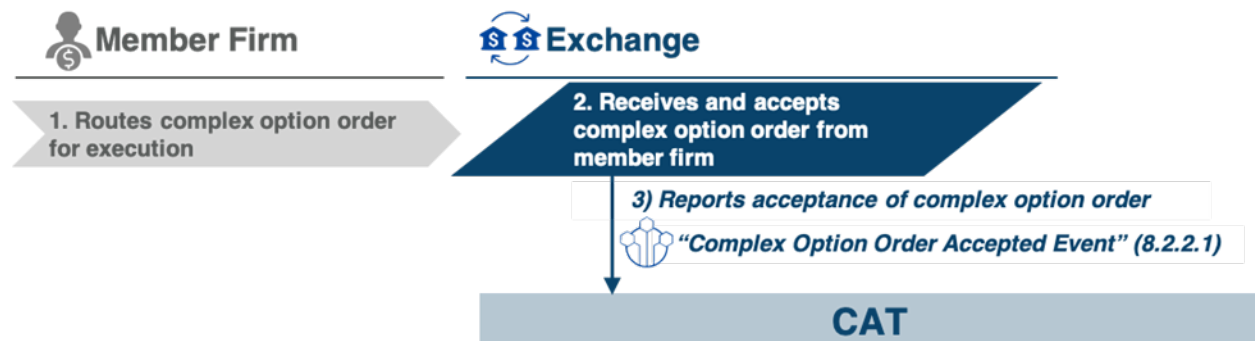 Member Firm
Exchange
1. Routes complex option order
for execution
2. Receives and accepts
complex option order from
member firm
3) Reports acceptance of complex option order
“Complex Option Order Accepted Event” (8.2.2.1)
CAT